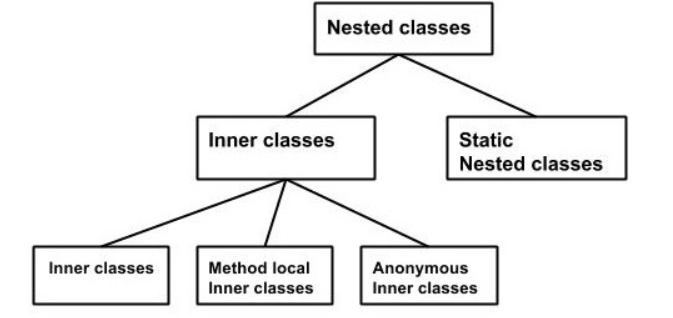 Nested classes
Inner classes
Static
Nested classes
Inner classes
Method local
Inner classes
Anonymous
Inner classes